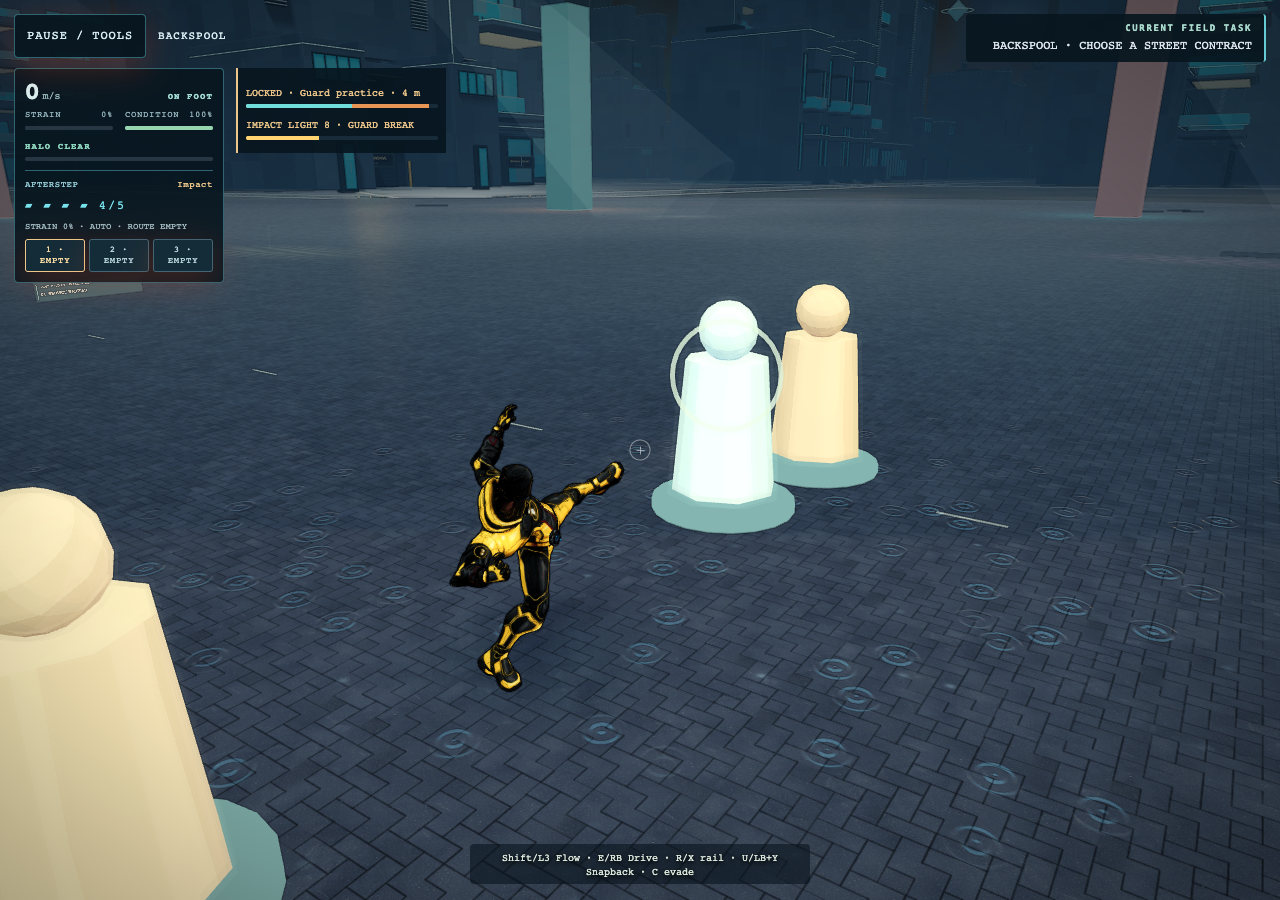 PAUSE / TOOLS
BACKSPOOL
CURRENT FIELD TASK
BACKSPOOL · CHOOSE A STREET CONTRACT
0 m/s
ON FOOT
STRAIN 0%
CONDITION 100%
HALO CLEAR
AFTERSTEP
Impact
4/5
STRAIN 0% · AUTO · ROUTE EMPTY
1 · EMPTY
2 · EMPTY
3 · EMPTY
LOCKED · Guard practice · 4 m
IMPACT LIGHT 8 · GUARD BREAK
Shift/L3 Flow · E/RB Drive · R/X rail · U/LB+Y
Snapback · C evade